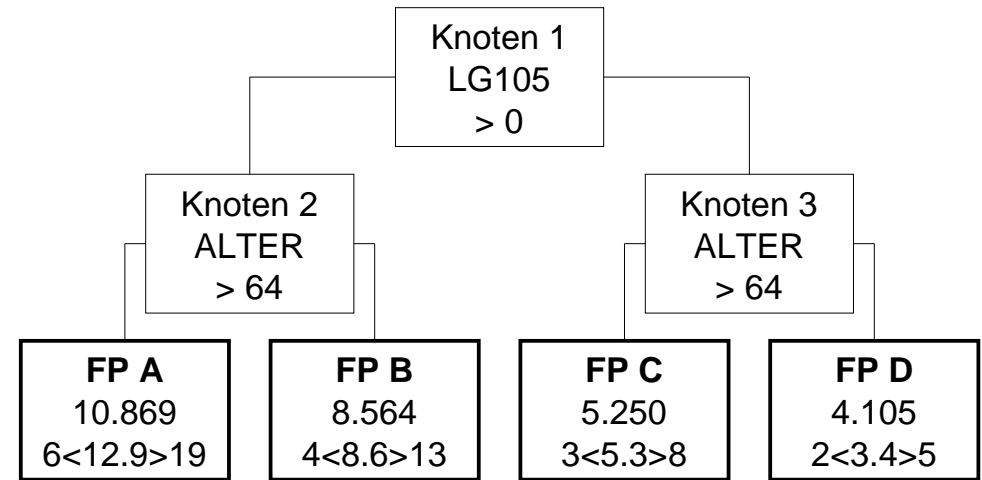 Knoten 1
LG105
> 0
Knoten 2
ALTER
> 64
Knoten 3
ALTER
> 64
FP A
10.869
6<12.9>19
FP B
8.564
4<8.6>13
FP C
5.250
3<5.3>8
FP D
4.105
2<3.4>5